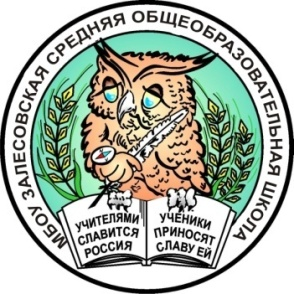 МБОУ ЗАЛЕСОВСКАЯ СРЕДНЯЯ ОБЩЕОБРАЗОВАТЕЛЬНАЯ ШКОЛА
УЧИТЕЛЯМИ
СЛАВИТСЯ
РОССИЯ
УЧЕНИКИ
ПРИНОСЯТ
СЛАВУ ЕЙ